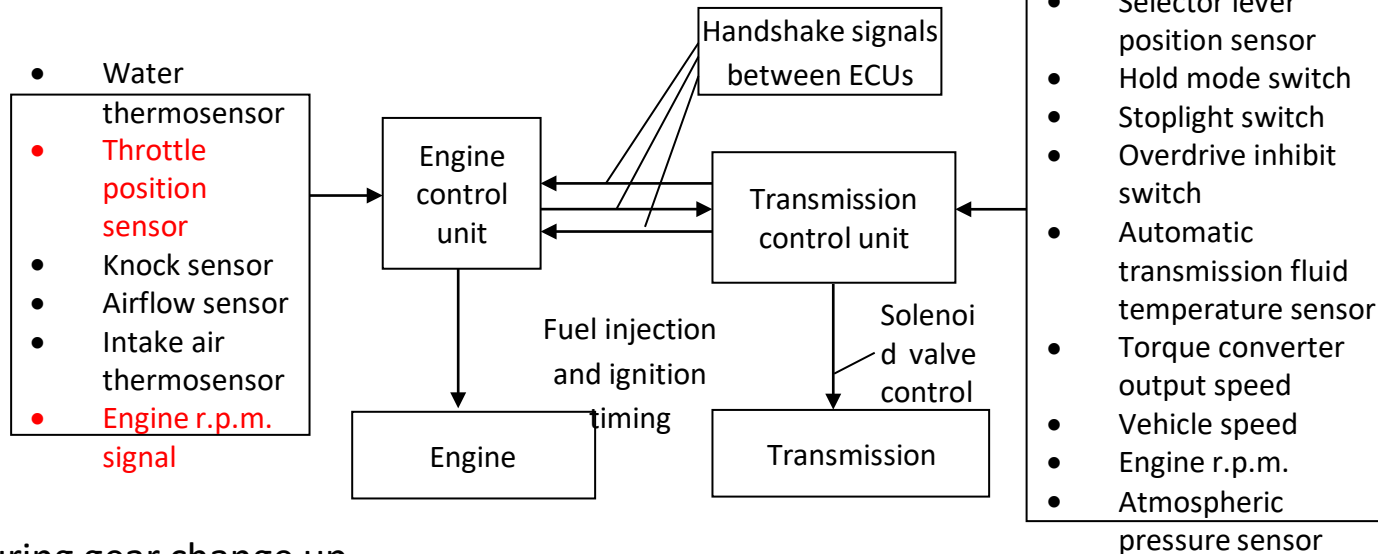 Water
thermosensor
Throttle
position
sensor
Knock sensor
Airflow sensor
Intake air
thermosensor
Engine r.p.m.
signal
Engine
control
unit
Handshake signals
between ECUs
Transmission
control unit
Fuel injection
and ignition
timing
Solenoi
d valve
control
Engine
Transmission
Selector lever
position sensor
Hold mode switch
Stoplight switch
Overdrive inhibit
switch
Automatic
transmission fluid
temperature sensor
Torque converter
output speed
Vehicle speed
Engine r.p.m.
Atmospheric
pressure sensor
gear change up